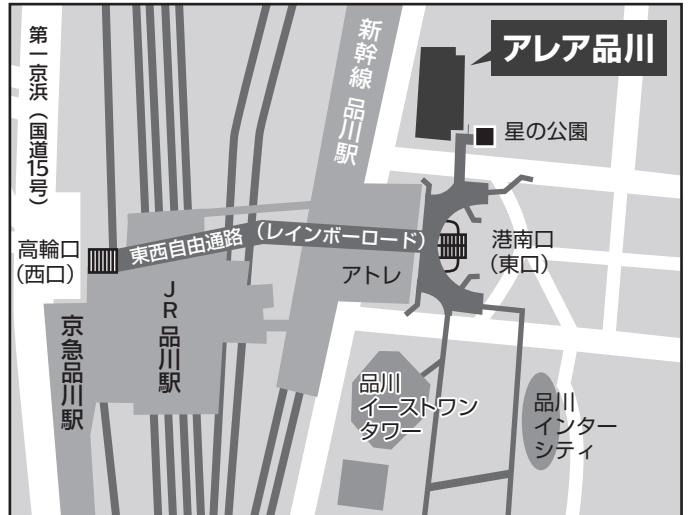 第一京浜（国道15号）
新幹線 品川駅
アレア品川
星の公園
高輪口
（西口）
東西自由通路（レインボーロード）
港南口
（東口）
アトレ
JR 品川駅
京急品川駅
品川
イーストワン
タワー
品川
インター
シティ